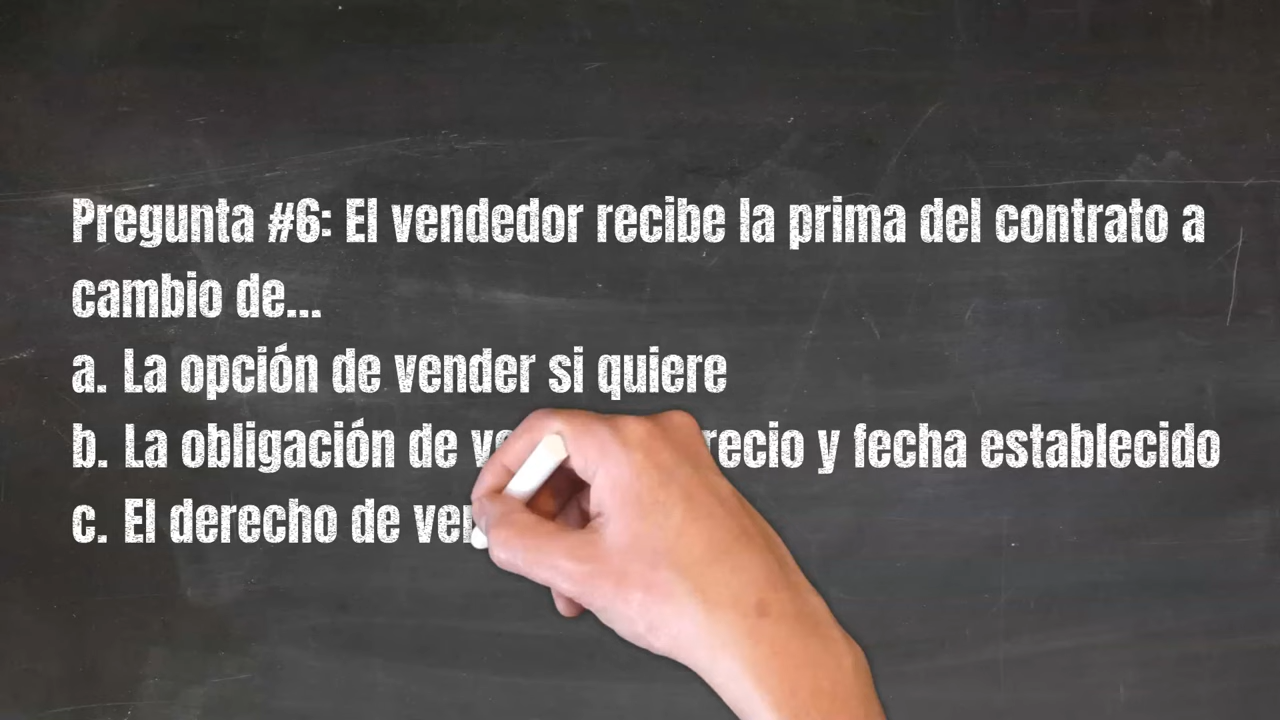 Pregunta #6: El vendedor recibe la prima del contrato a
cambio de...
a. La opción de vender si quiere
b. La obligación de y fecha establecido
c. El derecho de